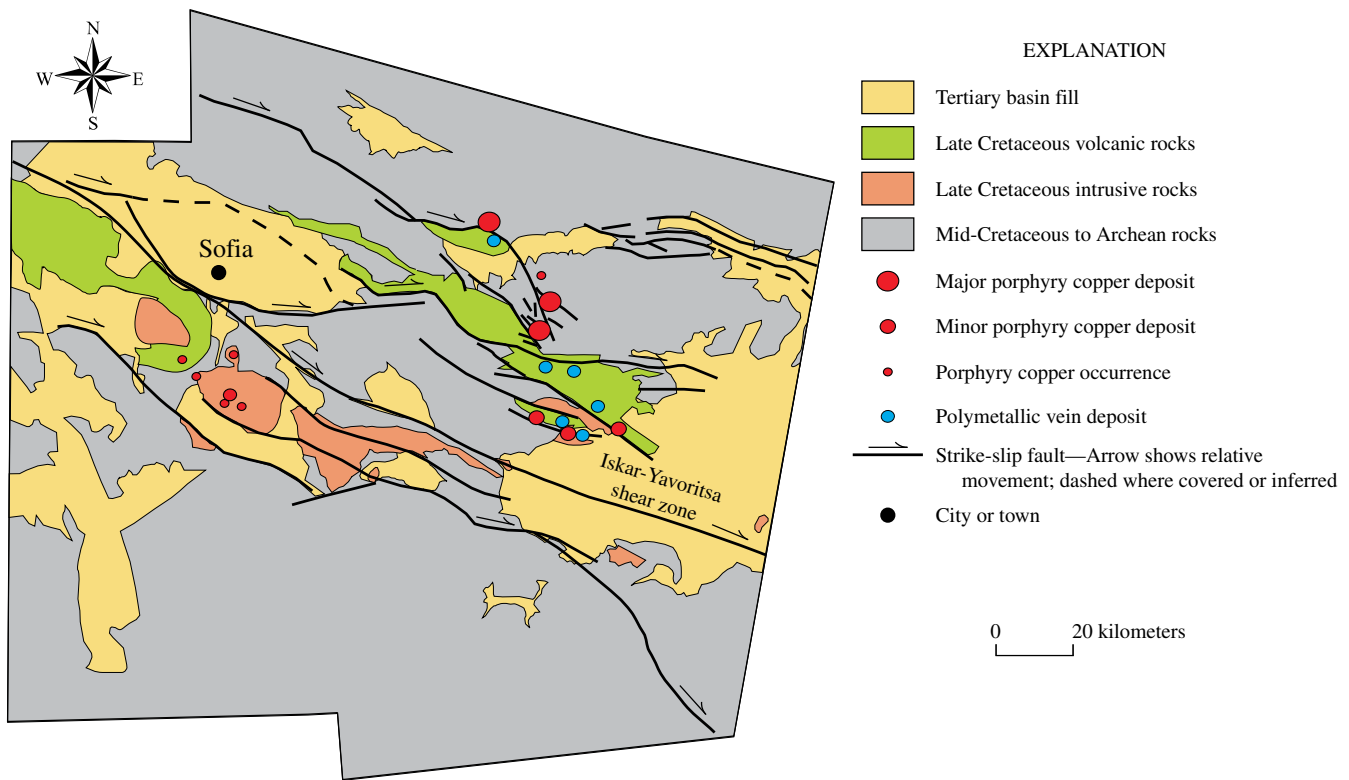 N
W E
S
Sofia
Iskar-Yavoritsa
shear zone
EXPLANATION
Tertiary basin fill
Late Cretaceous volcanic rocks
Late Cretaceous intrusive rocks
Mid-Cretaceous to Archean rocks
Major porphyry copper deposit
Minor porphyry copper deposit
Porphyry copper occurrence
Polymetallic vein deposit
Strike-slip fault—Arrow shows relative
movement; dashed where covered or inferred
City or town
0 20 kilometers